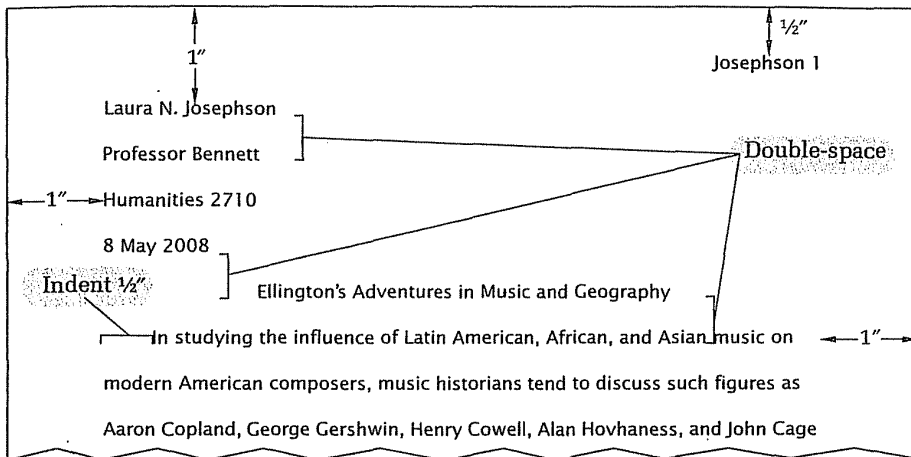 ½″
1″
Josephson 1
Laura N. Josephson
Professor Bennett
Double-space
1″
Humanities 2710
8 May 2008
Indent ½″
Ellington's Adventures in Music and Geography
In studying the influence of Latin American, African, and Asian music on
1″
modern American composers, music historians tend to discuss such figures as
Aaron Copland, George Gershwin, Henry Cowell, Alan Hovhaness, and John Cage